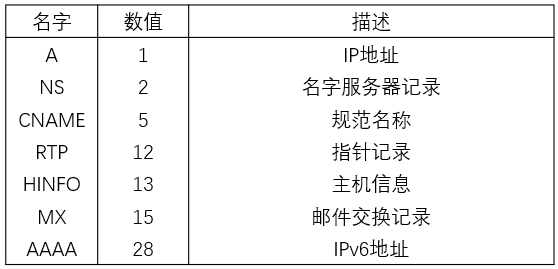 名字 数值 描述
A 1 IP地址
NS 2 名字服务器记录
CNAME 5 规范名称
RTP 12 指针记录
HINFO 13 主机信息
MX 15 邮件交换记录
AAAA 28 IPv6地址